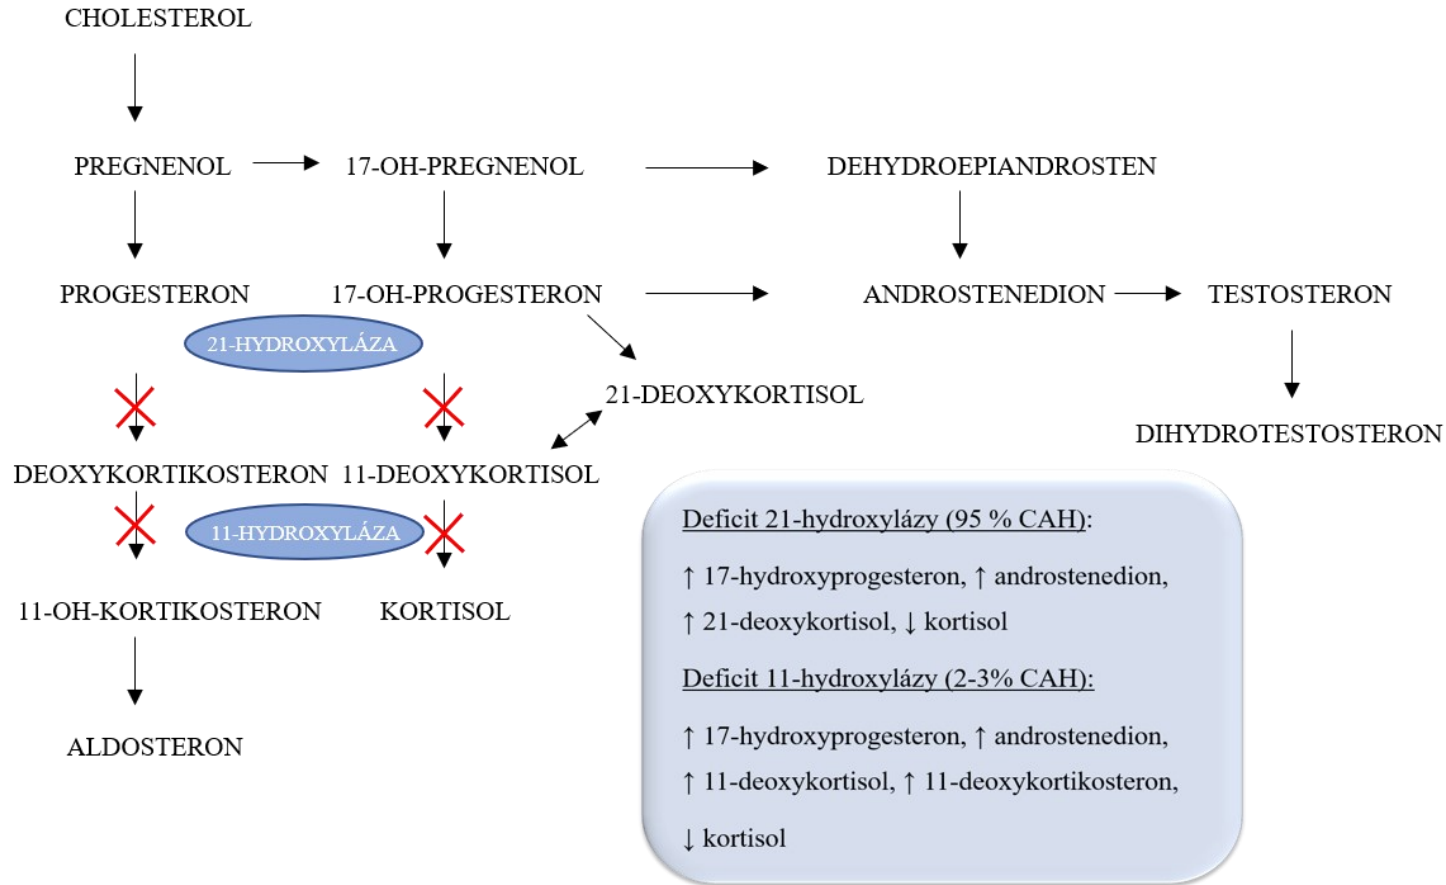 CHOLESTEROL
PREGNENOL 17-OH-PREGNENOL DEHYDROEPIANDROSTEN
PROGESTERON 17-OH-PROGESTERON ANDROSTENEDION TESTOSTERON
21-HYDROXYLÁZA
21-DEOXYKORTISOL
DIHYDROTESTOSTERON
DEOXYKORTIKOSTERON 11-DEOXYKORTISOL
11-HYDROXYLÁZA
11-OH-KORTIKOSTERON KORTISOL
ALDOSTERON
Deficit 21-hydroxylázy (95 % CAH):
↑ 17-hydroxyprogesteron, ↑ androstenedion,
↑ 21-deoxykortisol, ↓ kortisol
Deficit 11-hydroxylázy (2-3% CAH):
↑ 17-hydroxyprogesteron, ↑ androstenedion,
↑ 11-deoxykortisol, ↑ 11-deoxykortikosteron,
↓ kortisol